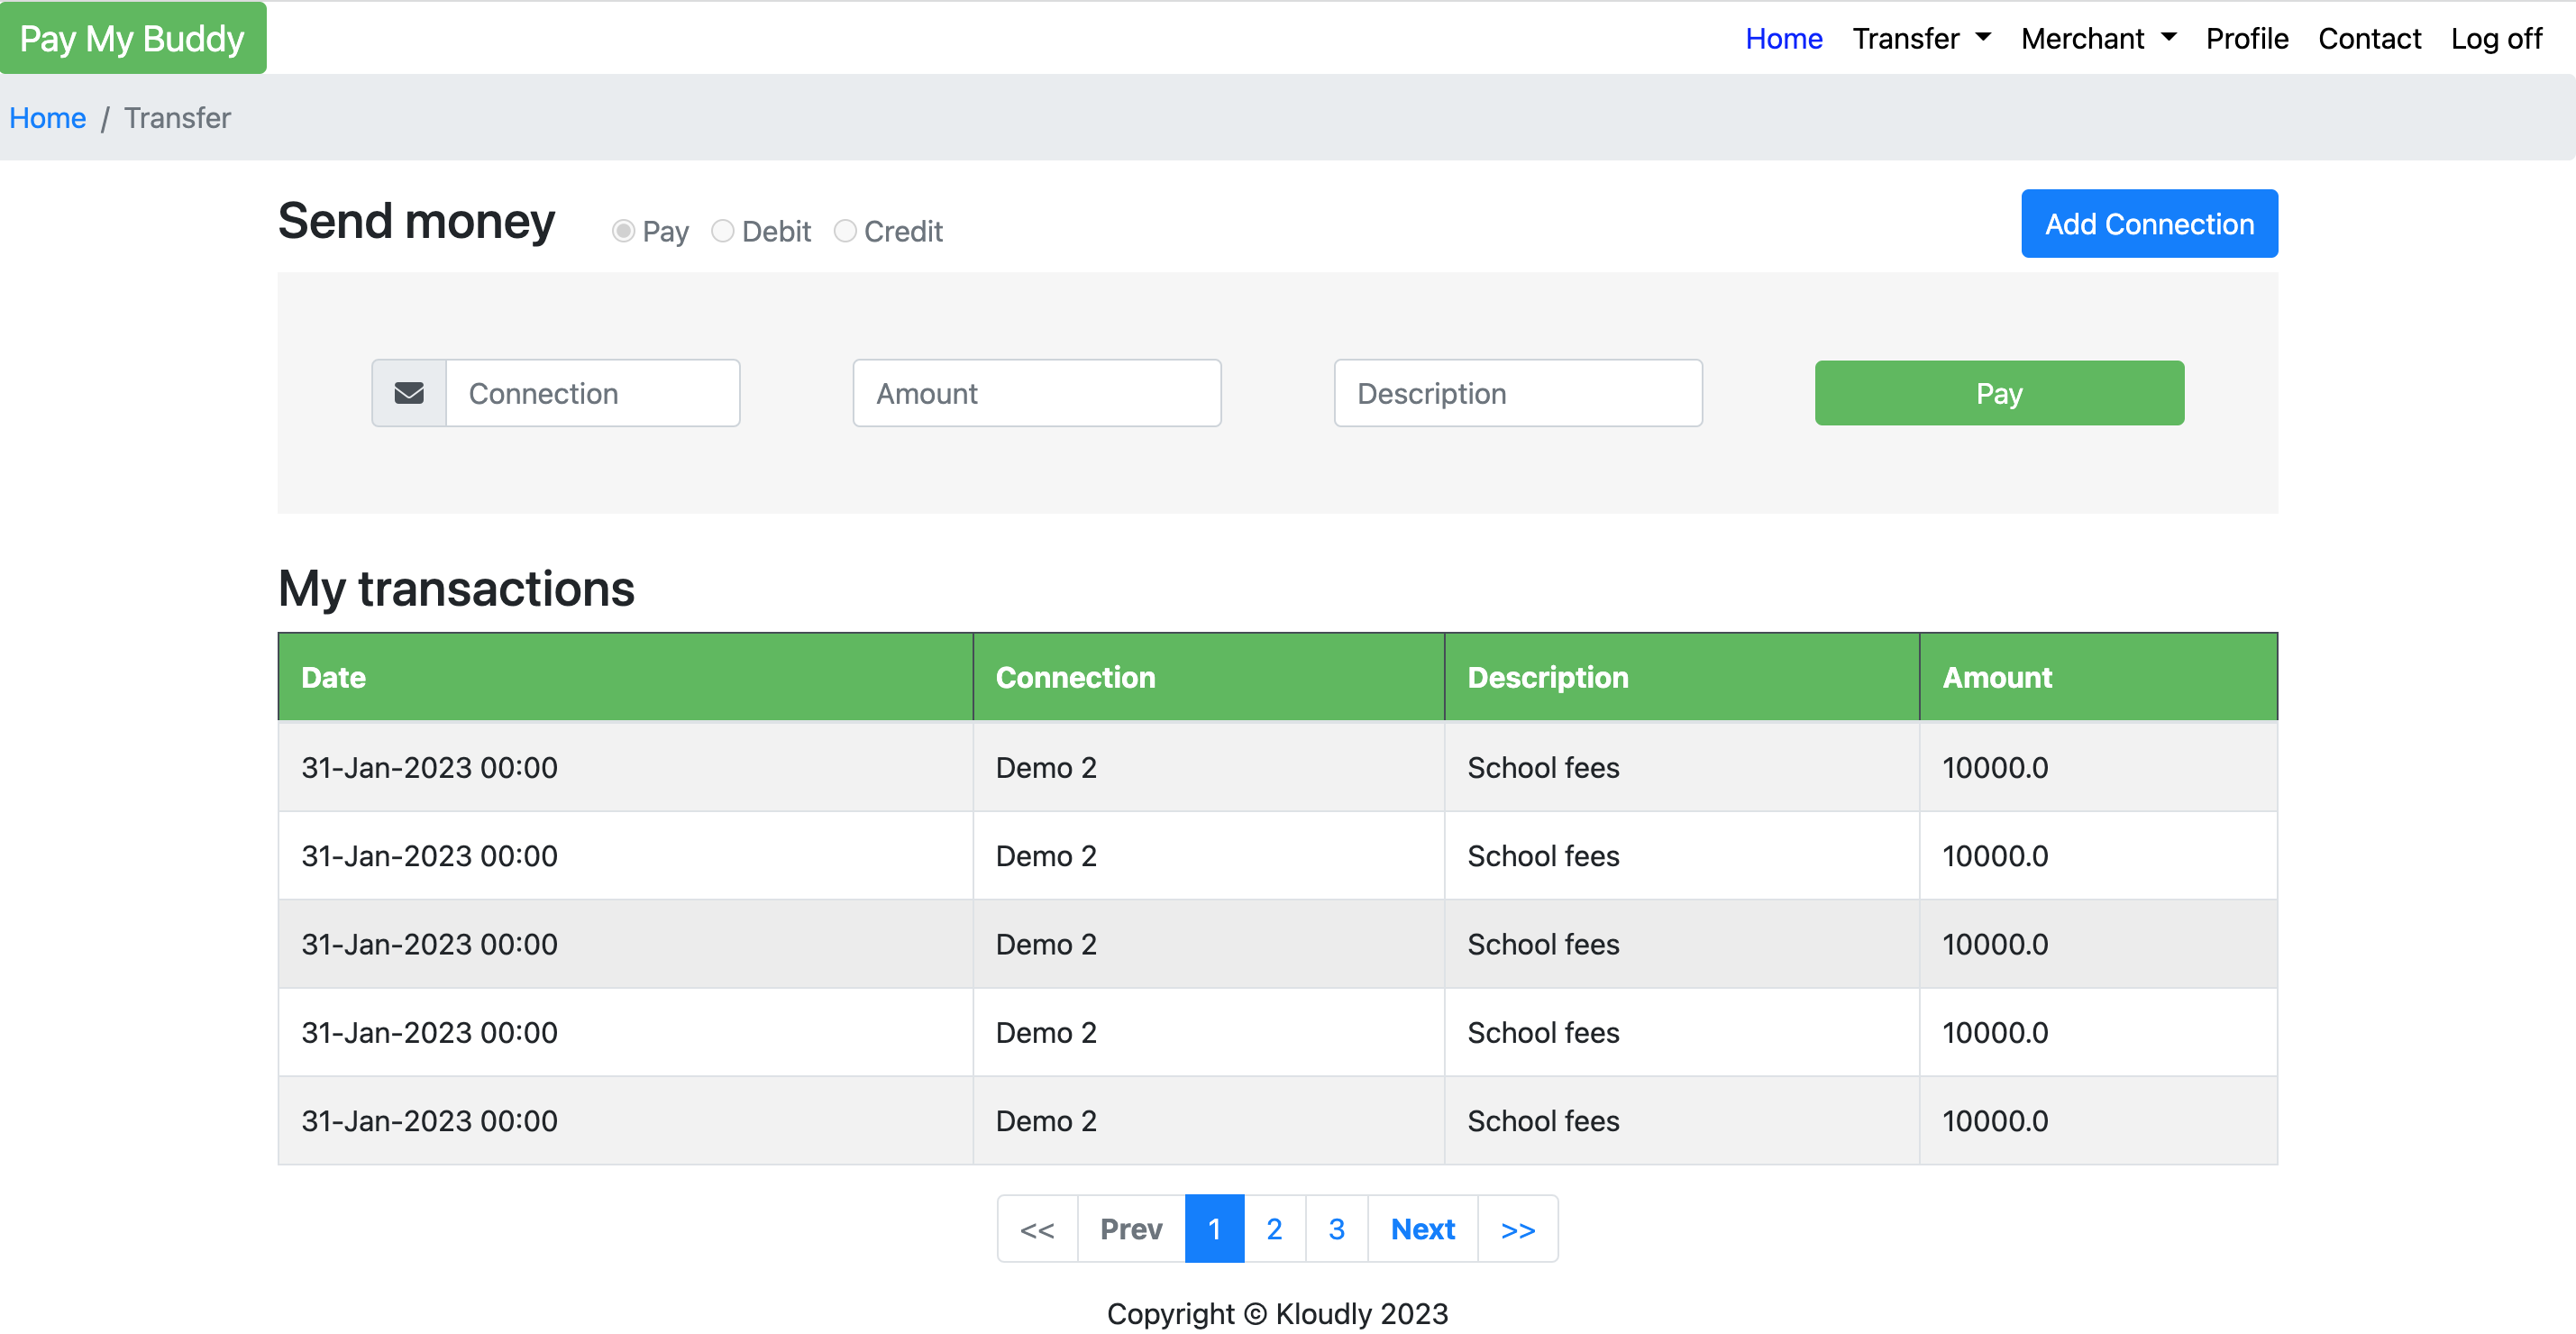 Pay My Buddy Home Transfer Merchant Profile Contact Log off
Home / Transfer
Send money Pay Debit Credit Add Connection
Connection Amount Description Pay
My transactions
Date Connection Description Amount
31-Jan-2023 00:00 Demo 2 School fees 10000.0
31-Jan-2023 00:00 Demo 2 School fees 10000.0
31-Jan-2023 00:00 Demo 2 School fees 10000.0
31-Jan-2023 00:00 Demo 2 School fees 10000.0
31-Jan-2023 00:00 Demo 2 School fees 10000.0
<< Prev 1 2 3 Next >>
Copyright © Kloudly 2023